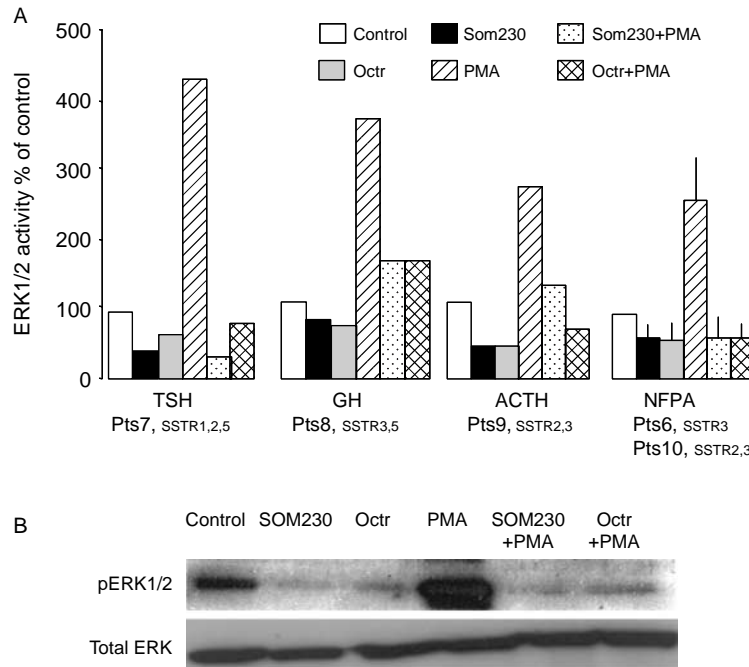 A
500
400
300
200
100
0
ERK1/2 activity % of control
Control
Som230
Som230+PMA
Octr
PMA
Octr+PMA
TSH
GH
ACTH
NFPA
Pts7, SSTR1,2,5
Pts8, SSTR3,5
Pts9, SSTR2,3
Pts6, SSTR3
Pts10, SSTR2,3
B
Control
SOM230
Octr
PMA
SOM230
+PMA
Octr
+PMA
pERK1/2
Total ERK